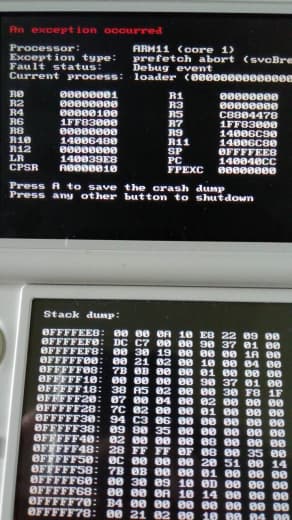 An exception occurred
Processor: ARM11 (core 1)
Exception type: prefetch abort (svcBre
Fault status: Debug event
Current process: loader (0000000000000
R0 00000001 R1 00000000
R2 00000000 R3 00000000
R4 00000100 R5 C8804478
R6 1FF83000 R7 1FF83000
R8 00000000 R9 14006C90
R10 14006480 R11 14006C80
R12 00000000 SP 0FFFFEE8
LR 140039E8 PC 140040CC
CPSR A0000010 FPEXC 00000000
Press A to save the crash dump
Press any other button to shutdown
Stack dump:
0FFFFEE8: 00 00 0A 10 E8 22 09 00
0FFFFEF0: DC C7 00 00 90 37 01 00
0FFFFEF8: 00 30 19 00 00 00 1A 00
0FFFFF00: 00 21 02 00 10 00 04 00
0FFFFF08: 7B 0B 00 00 01 00 00 00
0FFFFF10: 00 00 00 00 90 37 01 00
0FFFFF18: 38 A5 00 00 30 F8 1F
0FFFFF20: 07 00 04 00 02 00 00 00
0FFFFF28: 7C 02 00 00 01 00 00 00
0FFFFF30: 94 C3 06 00 00 00 00 00
0FFFFF38: 09 80 35 00 00 00 00 00
0FFFFF40: 02 00 00 00 00 00 00
0FFFFF48: 28 FF FF 0F 08 00 35 00
0FFFFF50: 0C 00 00 00 20 51 00 14
0FFFFF58: 7B 0B 00 00 01 00 00 00
0FFFFF60: 00 30 09 10 0D 00 00 00
0FFFFF68: 00 00 0A 10 14 00 00 00
0FFFFF70: B4 00 00 00 00 00 00 00
0FFFFF78: 00 21 02 00 10 00 04 00